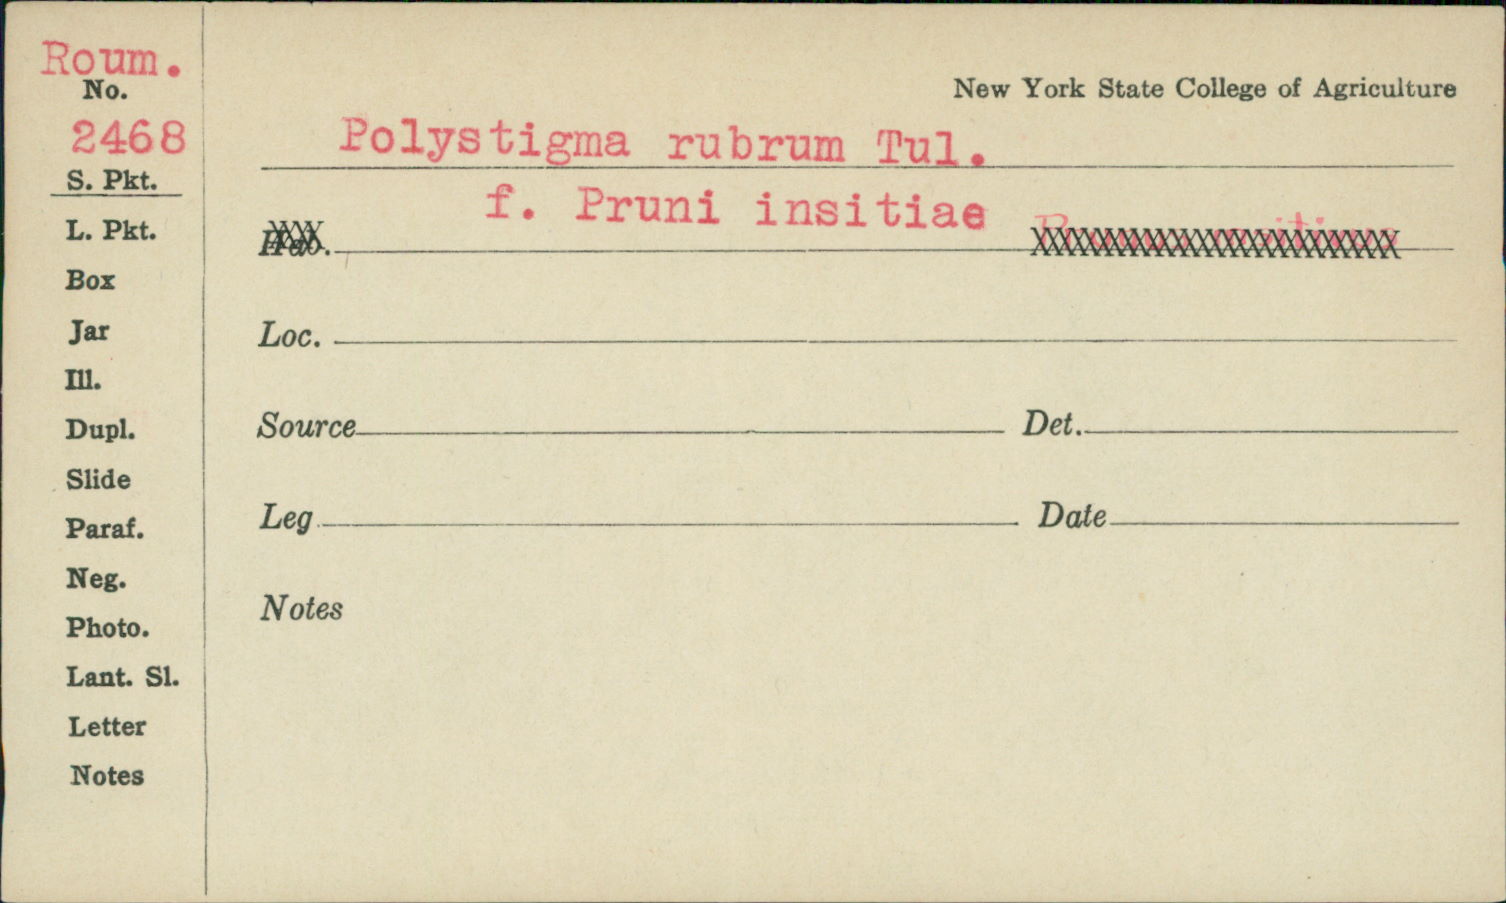 Roum.
No.
2468
S. Pkt.
L. Pkt.
Box
Jar
Ill.
Dupl.
Slide
Paraf.
Neg.
Photo.
Lant. Sl.
Letter
Notes
New York State College of Agriculture
Polystigma rubrum Tul.
f. Pruni insitiae
Hab.
Loc.
Source Det.
Leg Date
Notes